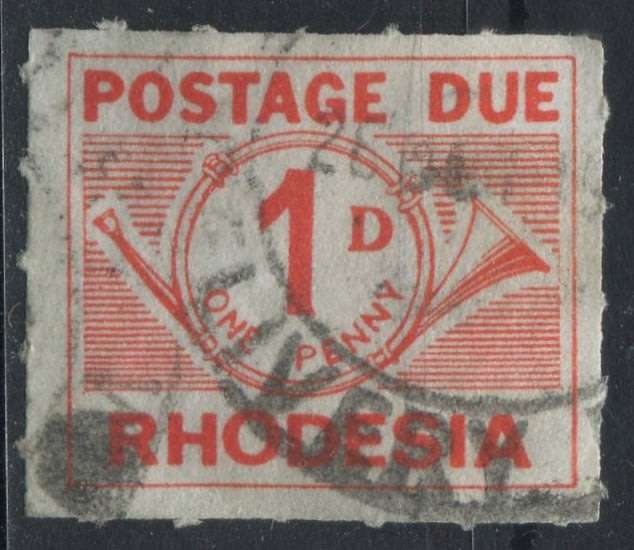 POSTAGE DUE
1D
ONE PENNY
RHODESIA